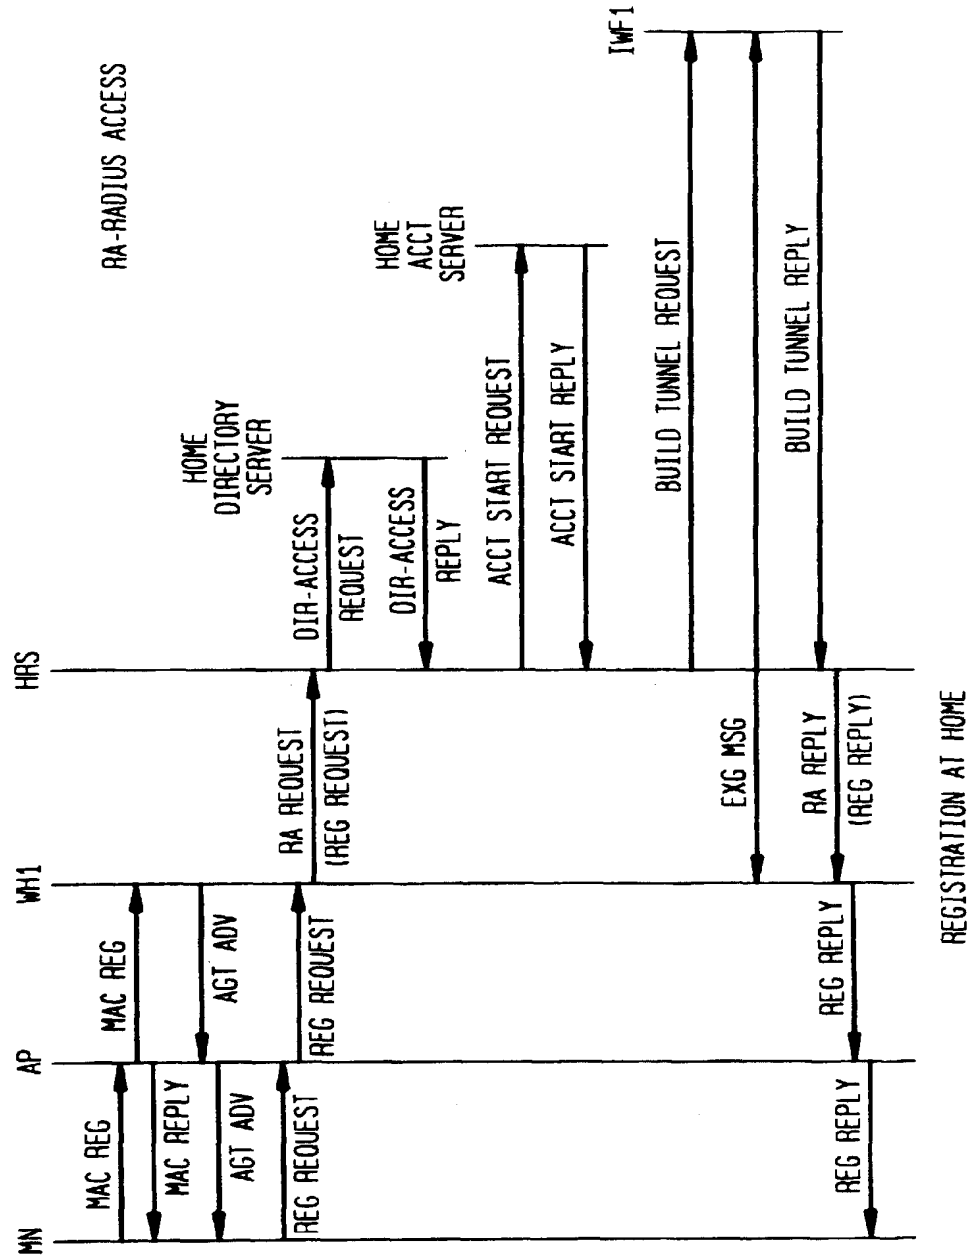 RA-RADIUS ACCESS
MN
AP
WH1
HRS
HOME
DIRECTORY
SERVER
HOME
ACCT
SERVER
IWF1
MAC REG
MAC REG
MAC REPLY
AGT ADV
AGT ADV
REG REQUEST
REG REQUEST
RA REQUEST
(REG REQUEST)
DIR-ACCESS
REQUEST
DIR-ACCESS
REPLY
ACCT START REQUEST
ACCT START REPLY
BUILD TUNNEL REQUEST
EXG MSG
BUILD TUNNEL REPLY
RA REPLY
(REG REPLY)
REG REPLY
REG REPLY
REGISTRATION AT HOME